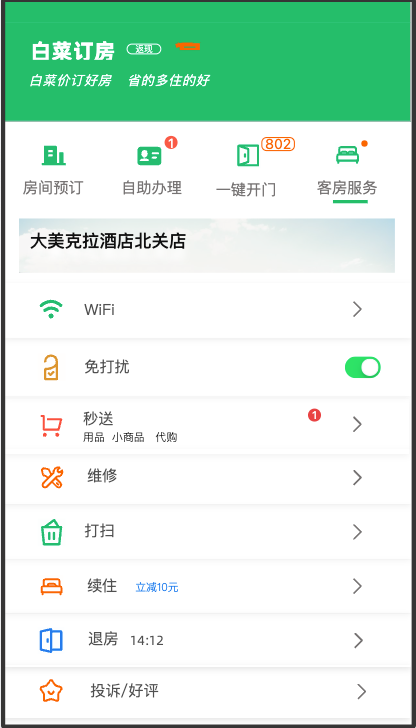 白菜订房 返现
白菜价订好房 省的多住的好
1 802
房间预订 自助办理 一键开门 客房服务
大美克拉酒店北关店
WiFi
免打扰
秒送 1
用品 小商品 代购
维修
打扫
续住 立减10元
退房 14:12
投诉/好评